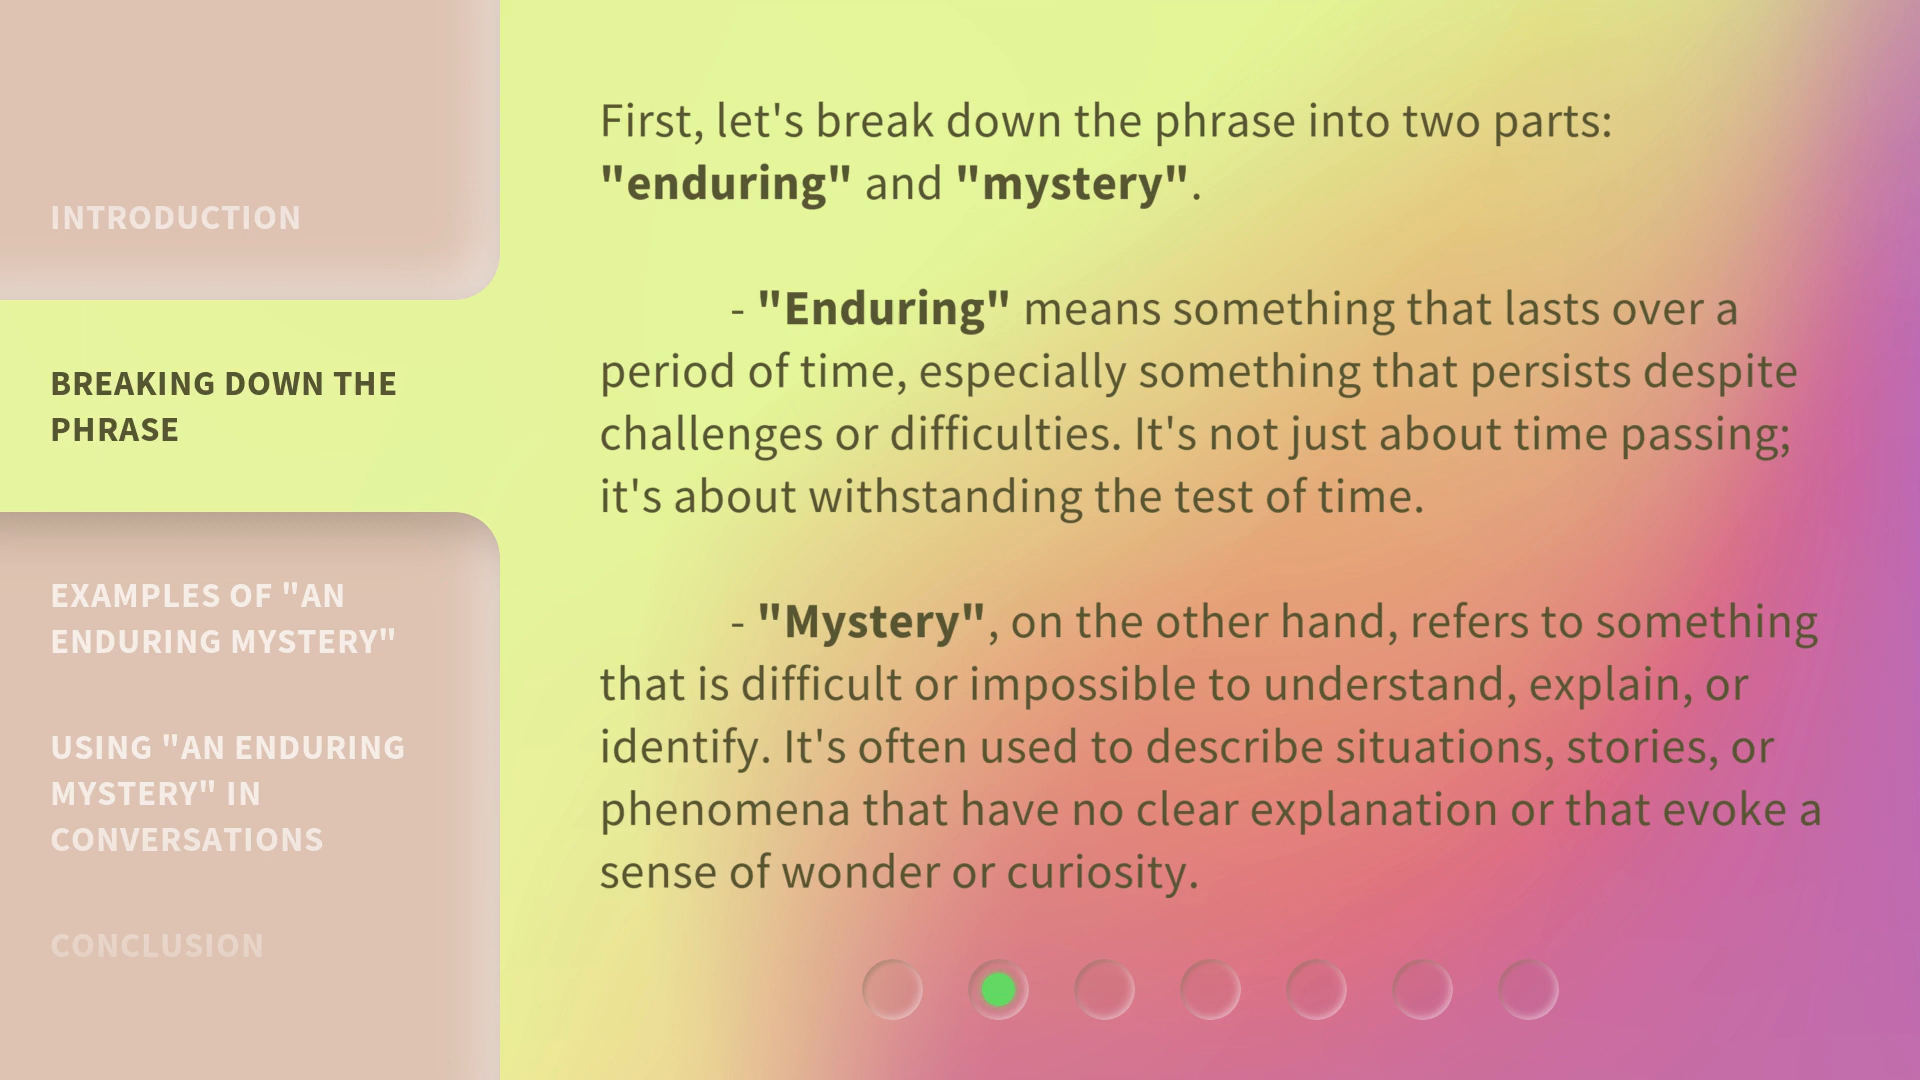 INTRODUCTION
BREAKING DOWN THE
PHRASE
EXAMPLES OF "AN
ENDURING MYSTERY"
USING "AN ENDURING
MYSTERY" IN
CONVERSATIONS
CONCLUSION
First, let's break down the phrase into two parts:
"enduring" and "mystery".
- "Enduring" means something that lasts over a
period of time, especially something that persists despite
challenges or difficulties. It's not just about time passing;
it's about withstanding the test of time.
- "Mystery", on the other hand, refers to something
that is difficult or impossible to understand, explain, or
identify. It's often used to describe situations, stories, or
phenomena that have no clear explanation or that evoke a
sense of wonder or curiosity.